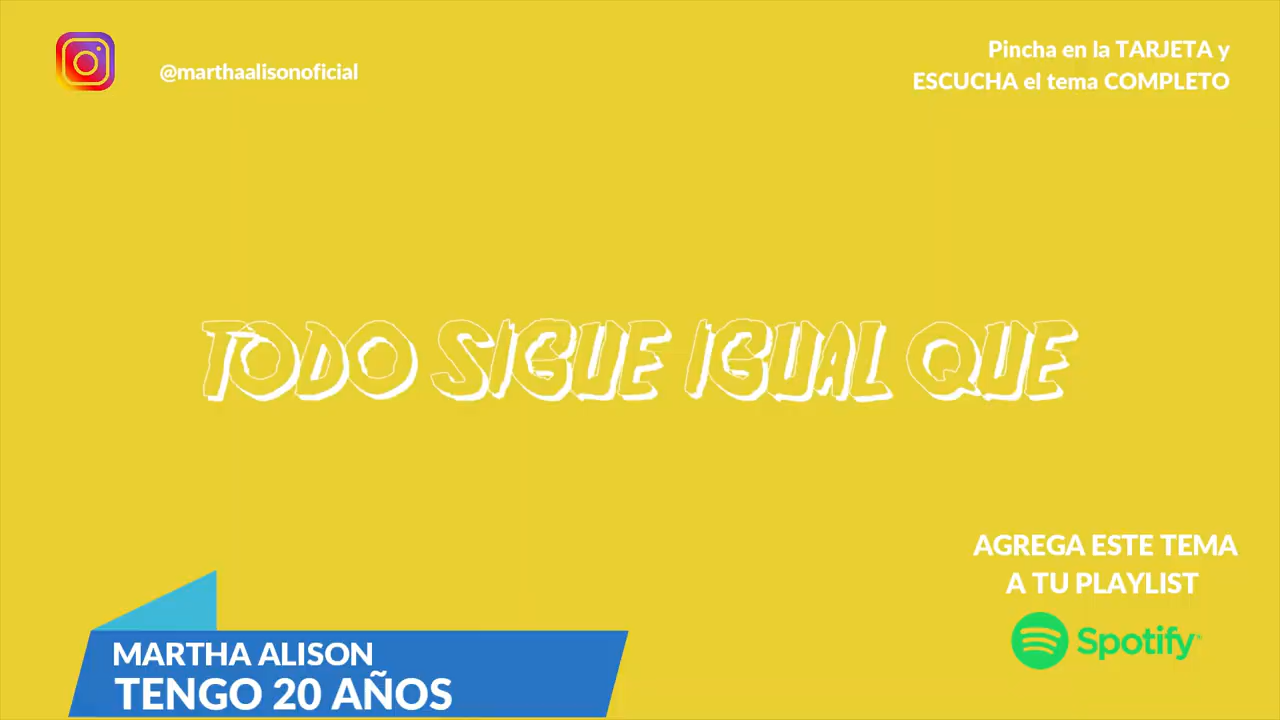 @marthaalisonoficial
Pincha en la TARJETA y
ESCUCHA el tema COMPLETO
TODO SIGUE IGUAL QUE
AGREGA ESTE TEMA
A TU PLAYLIST
Spotify
MARTHA ALISON
TENGO 20 AÑOS